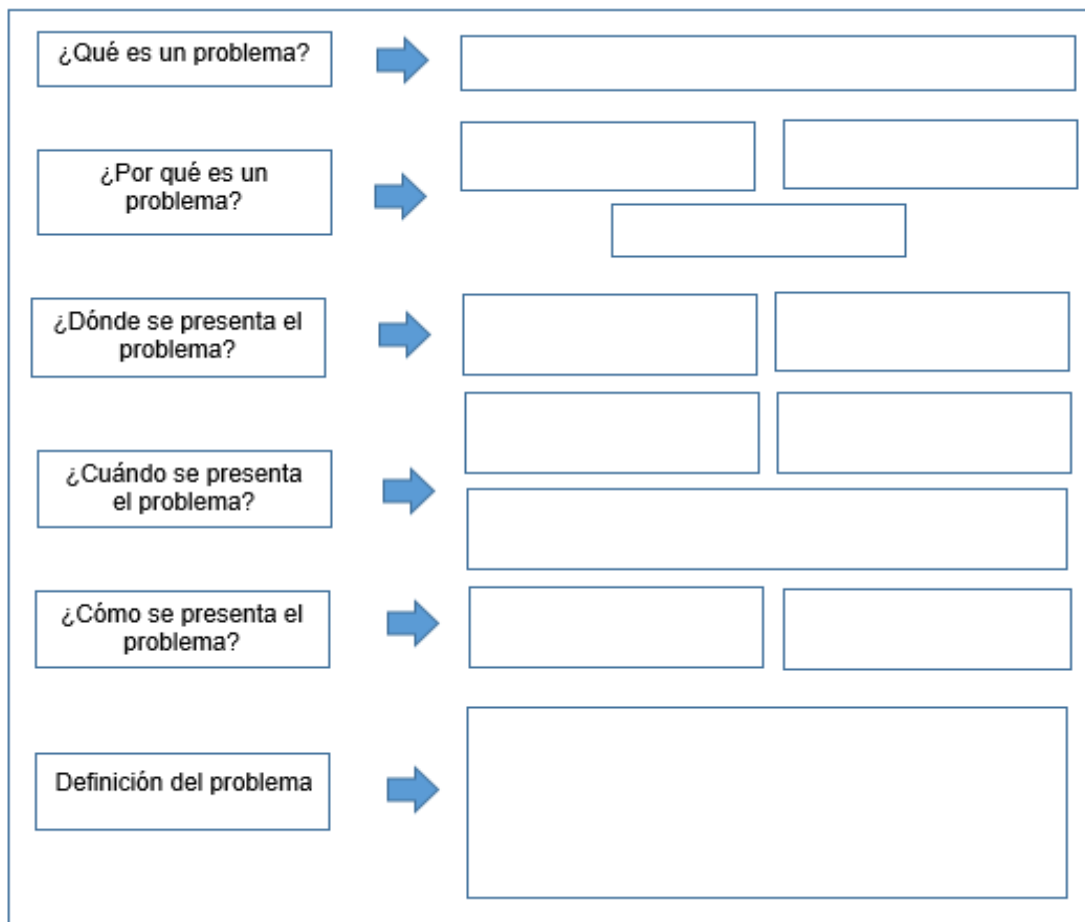 ¿Qué es un problema?
¿Por qué es un
problema?
¿Dónde se presenta el
problema?
¿Cuándo se presenta
el problema?
¿Cómo se presenta el
problema?
Definición del problema